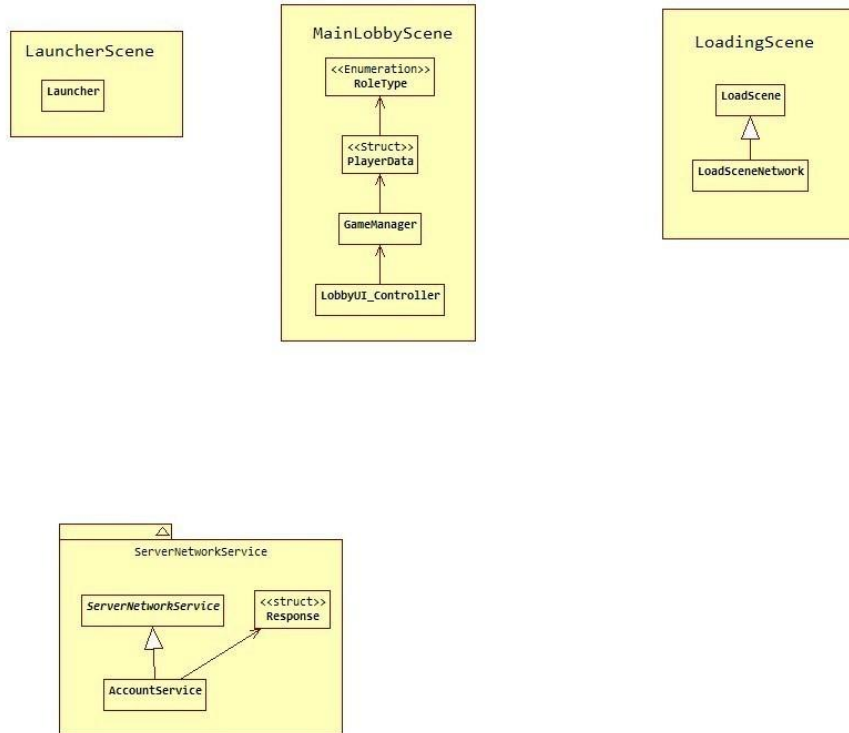 LauncherScene
Launcher
MainLobbyScene
<<Enumeration>>
RoleType
<<Struct>>
PlayerData
GameManager
LobbyUI_Controller
LoadingScene
LoadScene
LoadSceneNetwork
ServerNetworkService
ServerNetworkService
<<struct>>
Response
AccountService